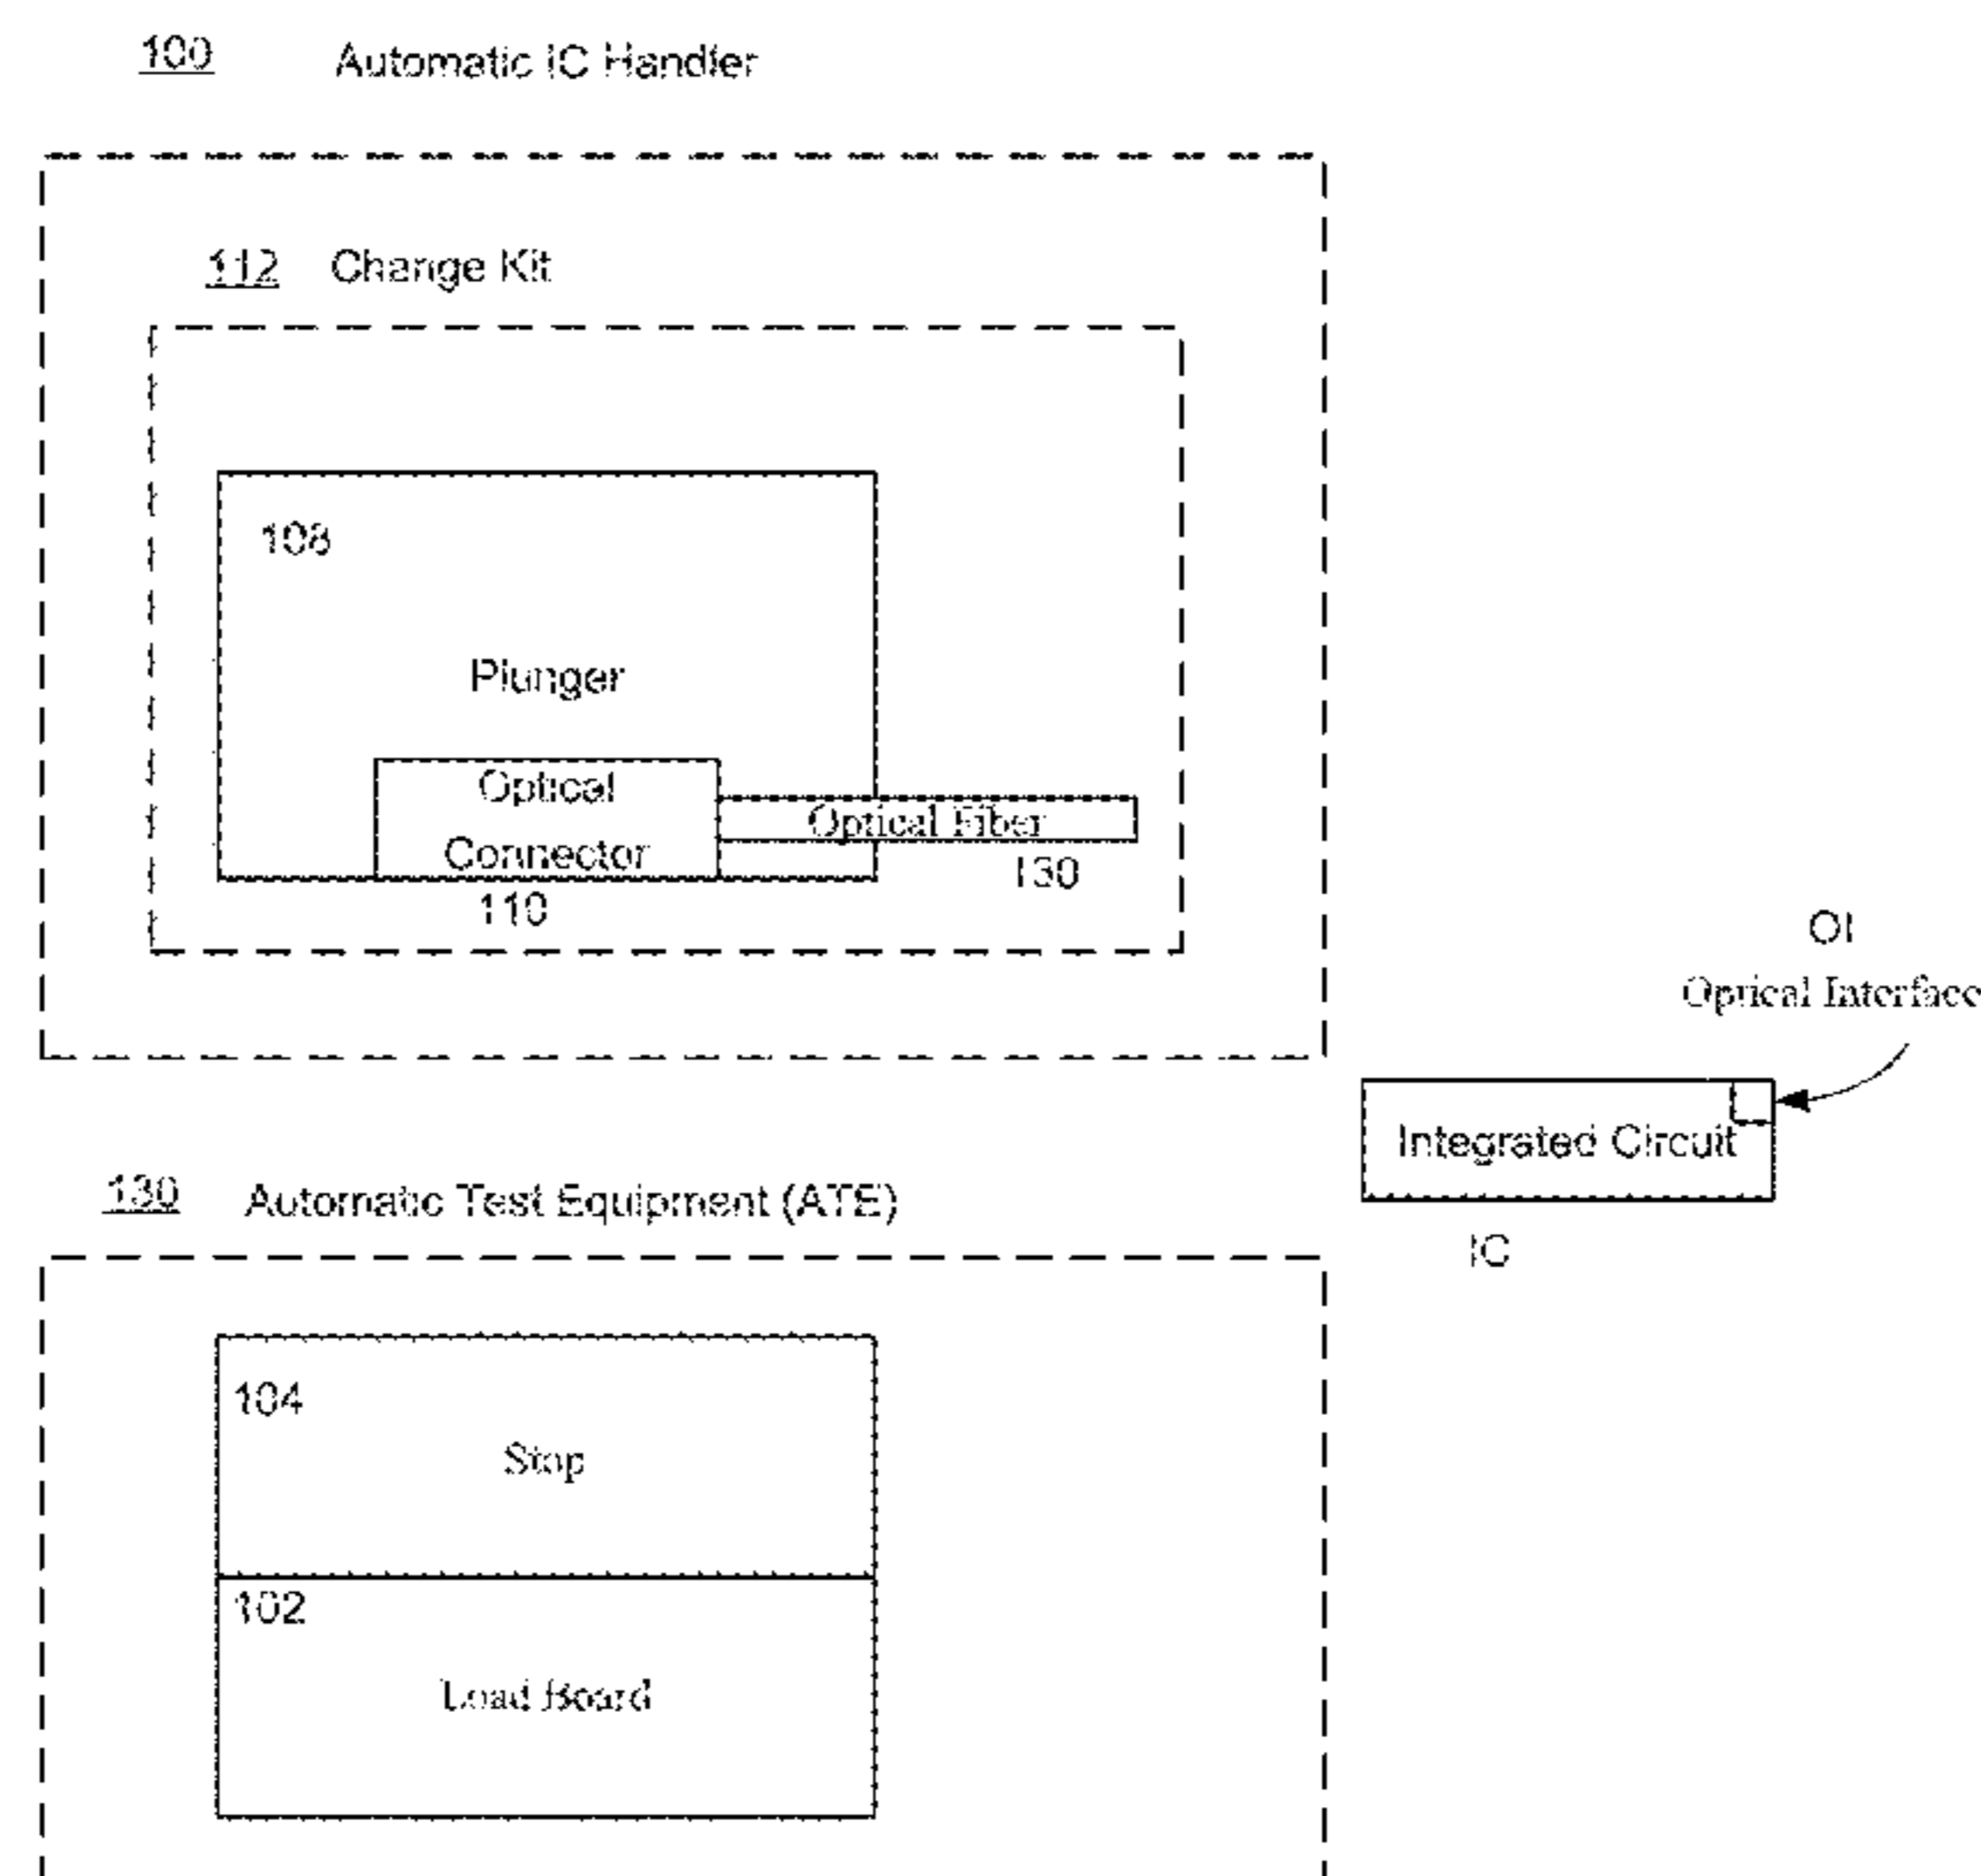 100 Automatic IC Handler
112 Change Kit
108
Plunger
Optical
Connector
Optical Fiber
130
110
OI
Optical Interface
Integrated Circuit
IC
130 Automatic Test Equipment (ATE)
104
Stop
102
Load Board